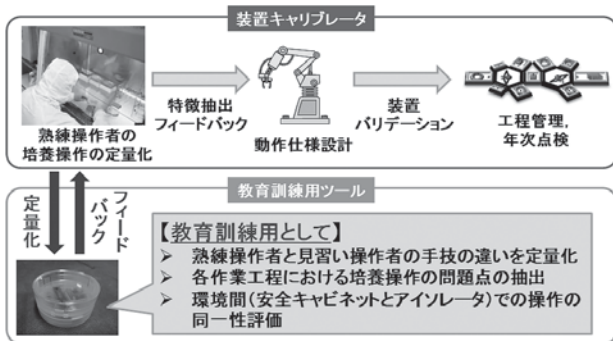 装置キャリブレータ
熟練操作者の
培養操作の定量化
特徴抽出
フィードバック
動作仕様設計
装置
バリデーション
工程管理,
年次点検
定量化
フィード
バック
教育訓練用ツール
【教育訓練用として】
➢ 熟練操作者と見習い操作者の手技の違いを定量化
➢ 各作業工程における培養操作の問題点の抽出
➢ 環境間(安全キャビネットとアイソレータ)での操作の
同一性評価